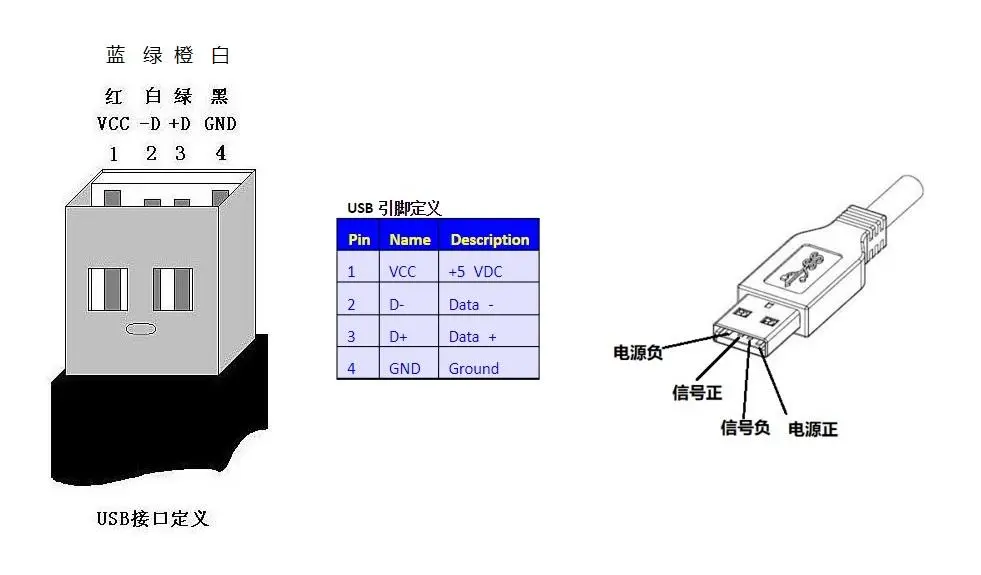 蓝 绿 橙 白
红 白 绿 黑
VCC -D +D GND
1 2 3 4
USB接口定义
USB 引脚定义
Pin Name Description
1 VCC +5 VDC
2 D- Data -
3 D+ Data +
4 GND Ground
电源负
信号正
信号负
电源正